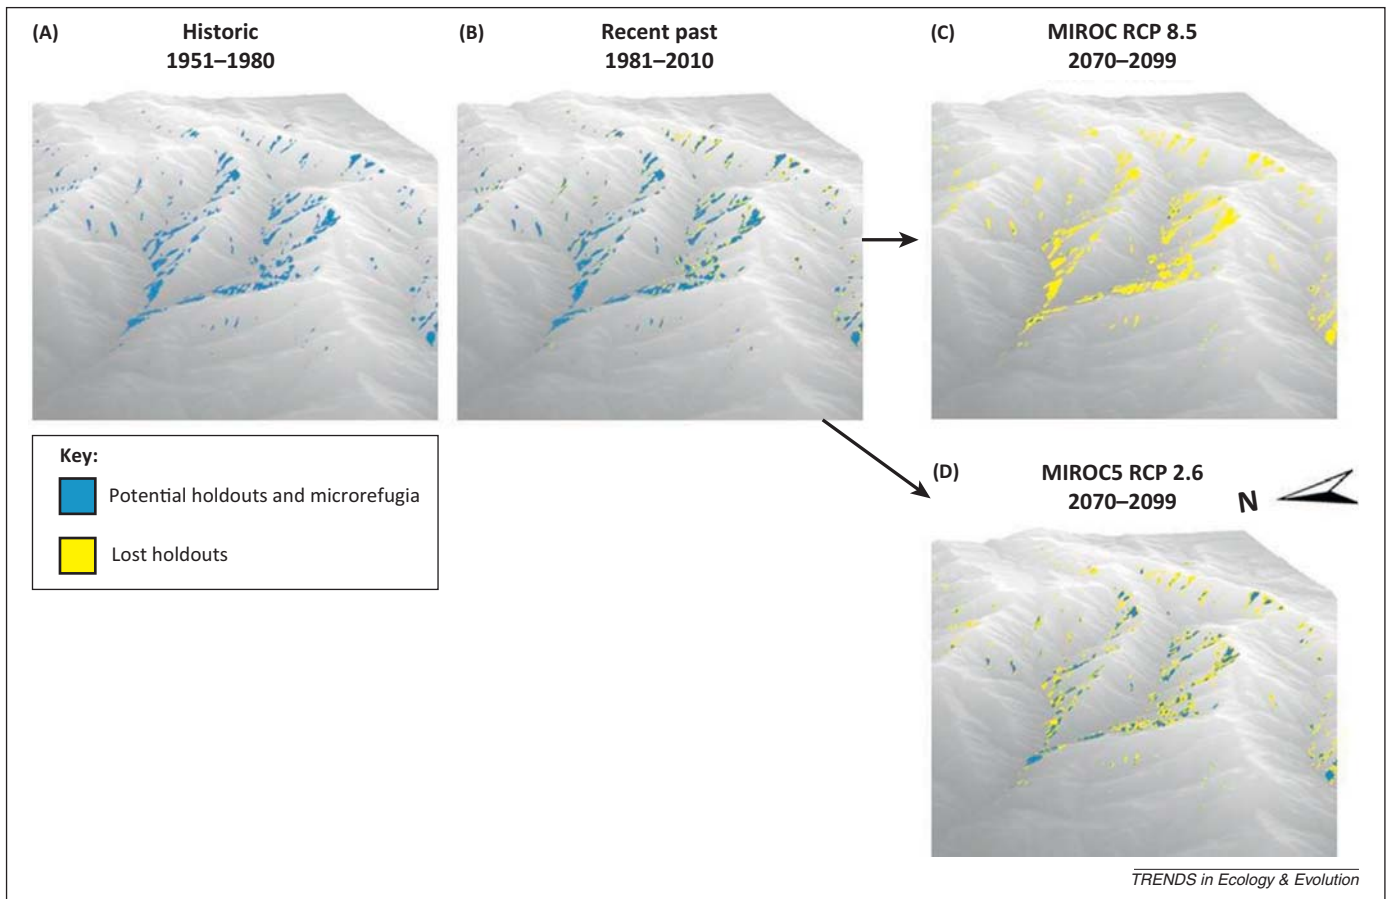 (A)
Historic
1951–1980
(B)
Recent past
1981–2010
(C)
MIROC RCP 8.5
2070–2099
Key:
Potential holdouts and microrefugia
Lost holdouts
(D)
MIROC5 RCP 2.6
2070–2099
N
TRENDS in Ecology & Evolution